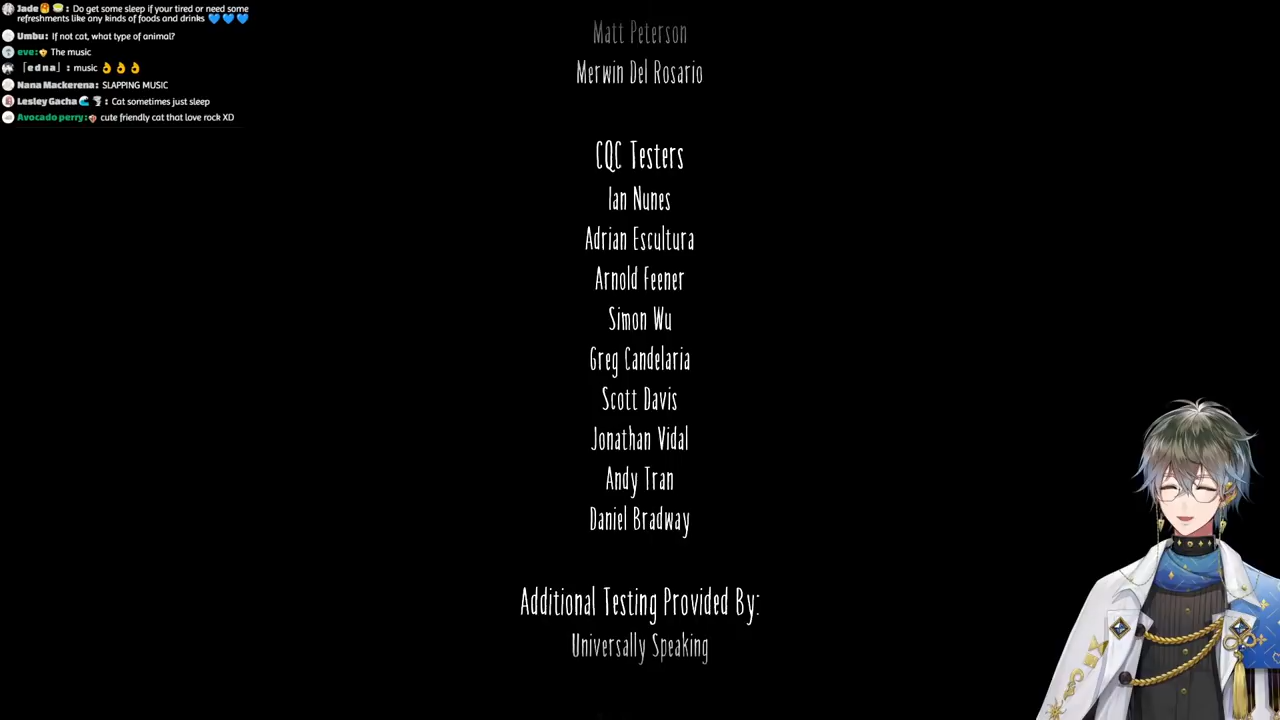 Jade: Do get some sleep if your tired or need some
refreshments like any kinds of foods and drinks 💙 💙 💙
Umbu: If not cat, what type of animal?
eve: The music
「e d n a」: music 👌 👌 👌
Nana Mackerena: SLAPPING MUSIC
Lesley Gacha🌊 🌪: Cat sometimes just sleep
Avocado perry: cute friendly cat that love rock XD
Matt Peterson
Merwin Del Rosario
CQC Testers
Ian Nunes
Adrian Escultura
Arnold Feener
Simon Wu
Greg Candelaria
Scott Davis
Jonathan Vidal
Andy Tran
Daniel Bradway
Additional Testing Provided By:
Universally Speaking